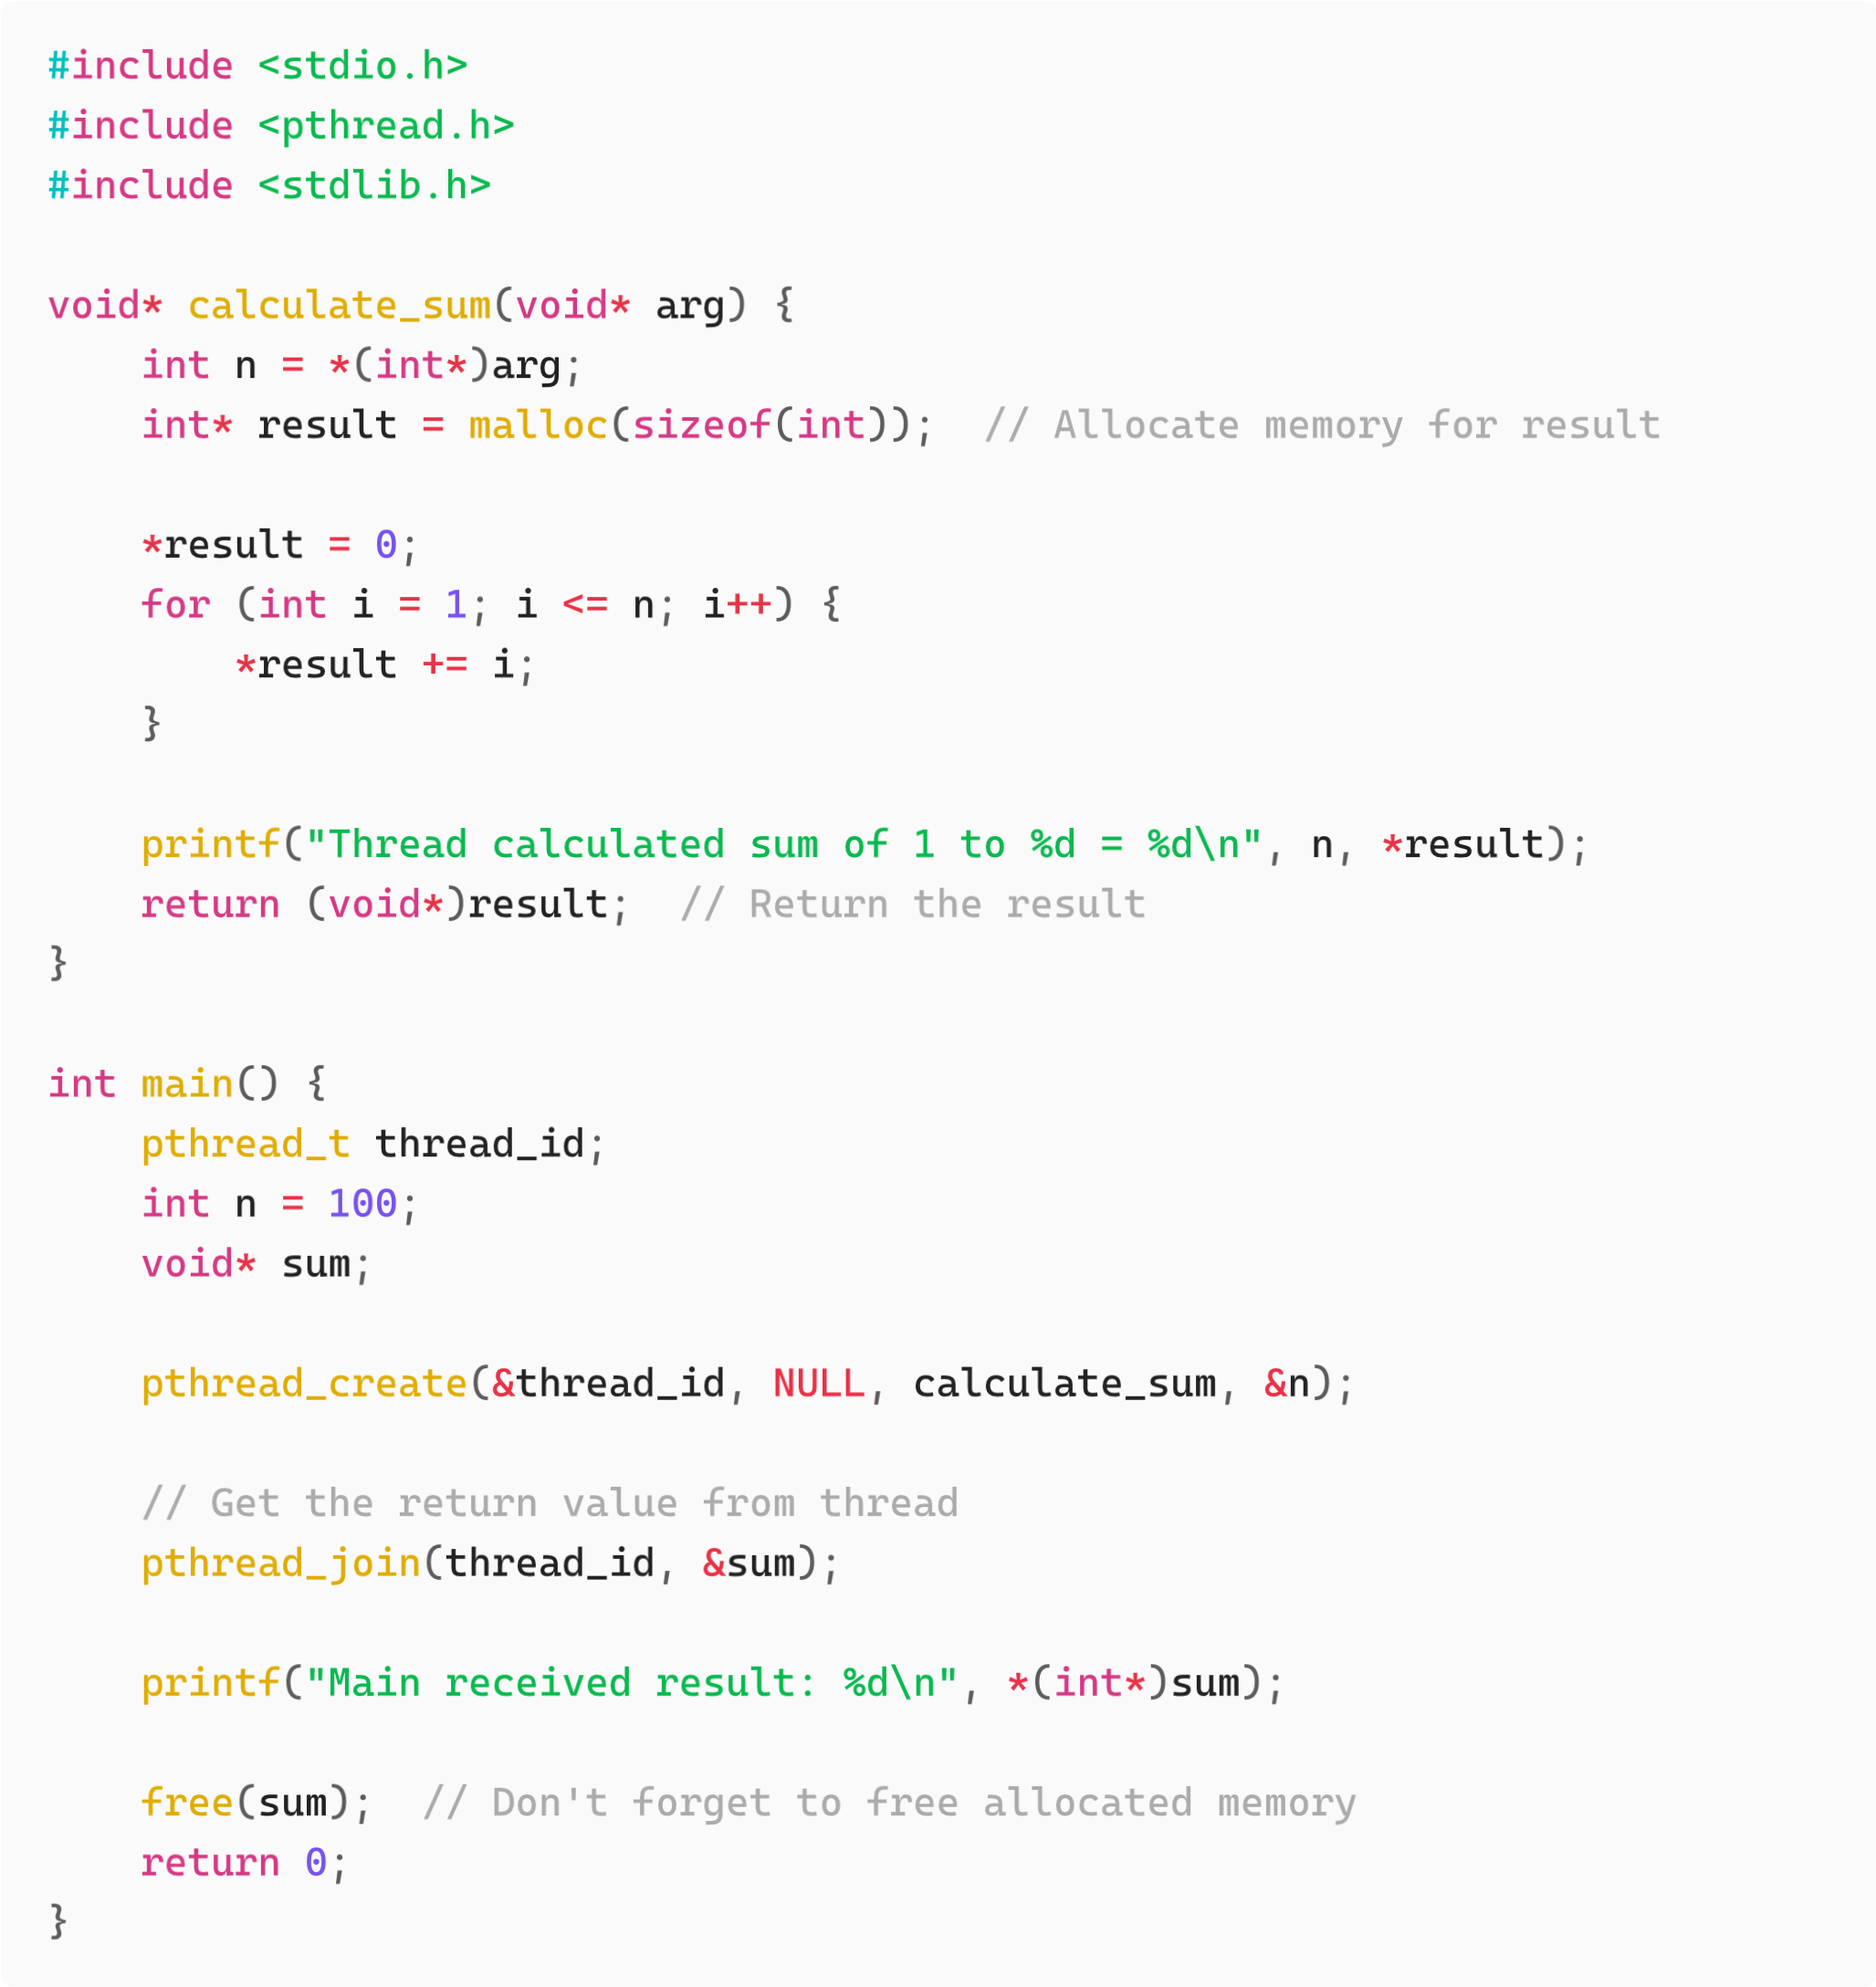 #include <stdio.h>
#include <pthread.h>
#include <stdlib.h>

void* calculate_sum(void* arg) {
    int n = *(int*)arg;
    int* result = malloc(sizeof(int));  // Allocate memory for result

    *result = 0;
    for (int i = 1; i <= n; i++) {
        *result += i;
    }

    printf("Thread calculated sum of 1 to %d = %d\n", n, *result);
    return (void*)result;  // Return the result
}

int main() {
    pthread_t thread_id;
    int n = 100;
    void* sum;

    pthread_create(&thread_id, NULL, calculate_sum, &n);

    // Get the return value from thread
    pthread_join(thread_id, &sum);

    printf("Main received result: %d\n", *(int*)sum);

    free(sum);  // Don't forget to free allocated memory
    return 0;
}